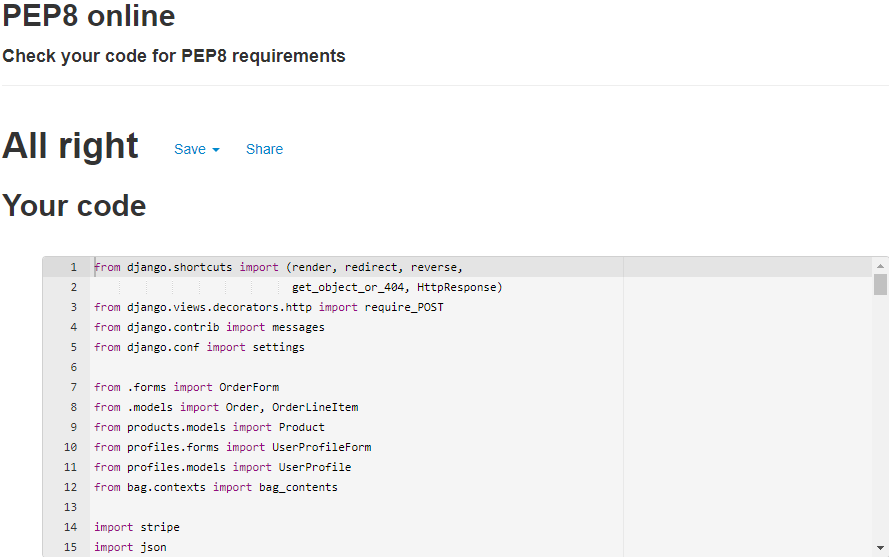 PEP8 online
Check your code for PEP8 requirements
All right Save Share
Your code
1 from django.shortcuts import (render, redirect, reverse,
2 get_object_or_404, HttpResponse)
3 from django.views.decorators.http import require_POST
4 from django.contrib import messages
5 from django.conf import settings
6
7 from .forms import OrderForm
8 from .models import Order, OrderLineItem
9 from products.models import Product
10 from profiles.forms import UserProfileForm
11 from profiles.models import UserProfile
12 from bag.contexts import bag_contents
13
14 import stripe
15 import json